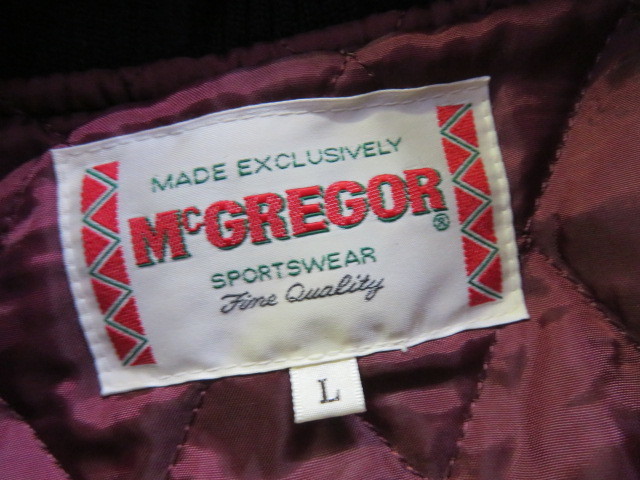 MADE EXCLUSIVELY
McGREGOR®
SPORTSWEAR
Fine Quality
L